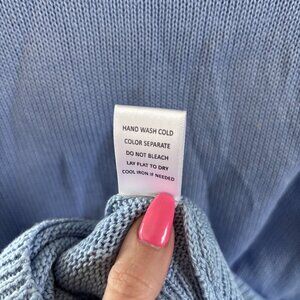 HAND WASH COLD
COLOR SEPARATE
DO NOT BLEACH
LAY FLAT TO DRY
COOL IRON IF NEEDED